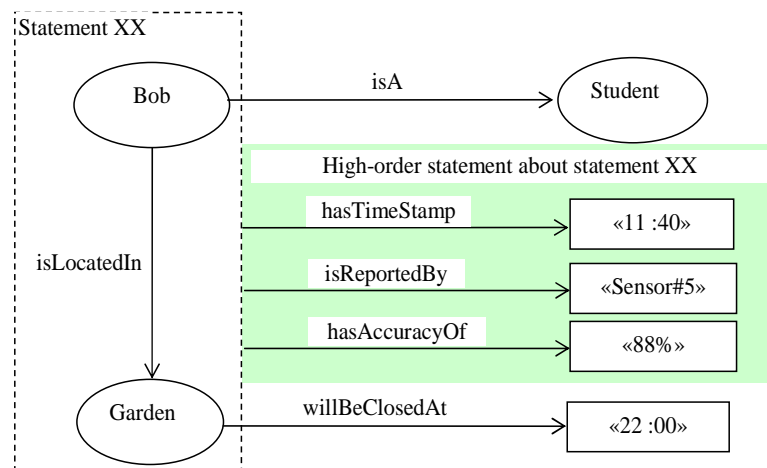 Statement XX
Bob
isA
Student
High-order statement about statement XX
hasTimeStamp
«11 :40»
isLocatedIn
isReportedBy
«Sensor#5»
hasAccuracyOf
«88%»
Garden
willBeClosedAt
«22 :00»